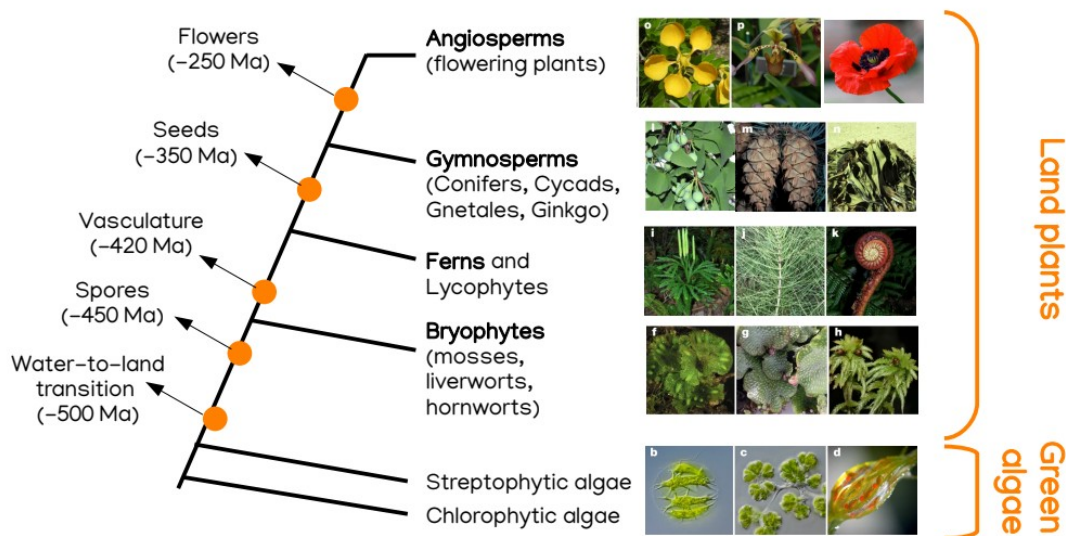 Flowers
(~250 Ma)
Seeds
(~350 Ma)
Vasculature
(~420 Ma)
Spores
(~450 Ma)
Water-to-land
transition
(~500 Ma)
Angiosperms
(flowering plants)
Gymnosperms
(Conifers, Cycads,
Gnetales, Ginkgo)
Ferns and
Lycophytes
Bryophytes
(mosses,
liverworts,
hornworts)
Streptophytic algae
Chlorophytic algae
o
p
l
m
n
i
j
k
f
g
h
b
c
d
Land plants
Green
algae